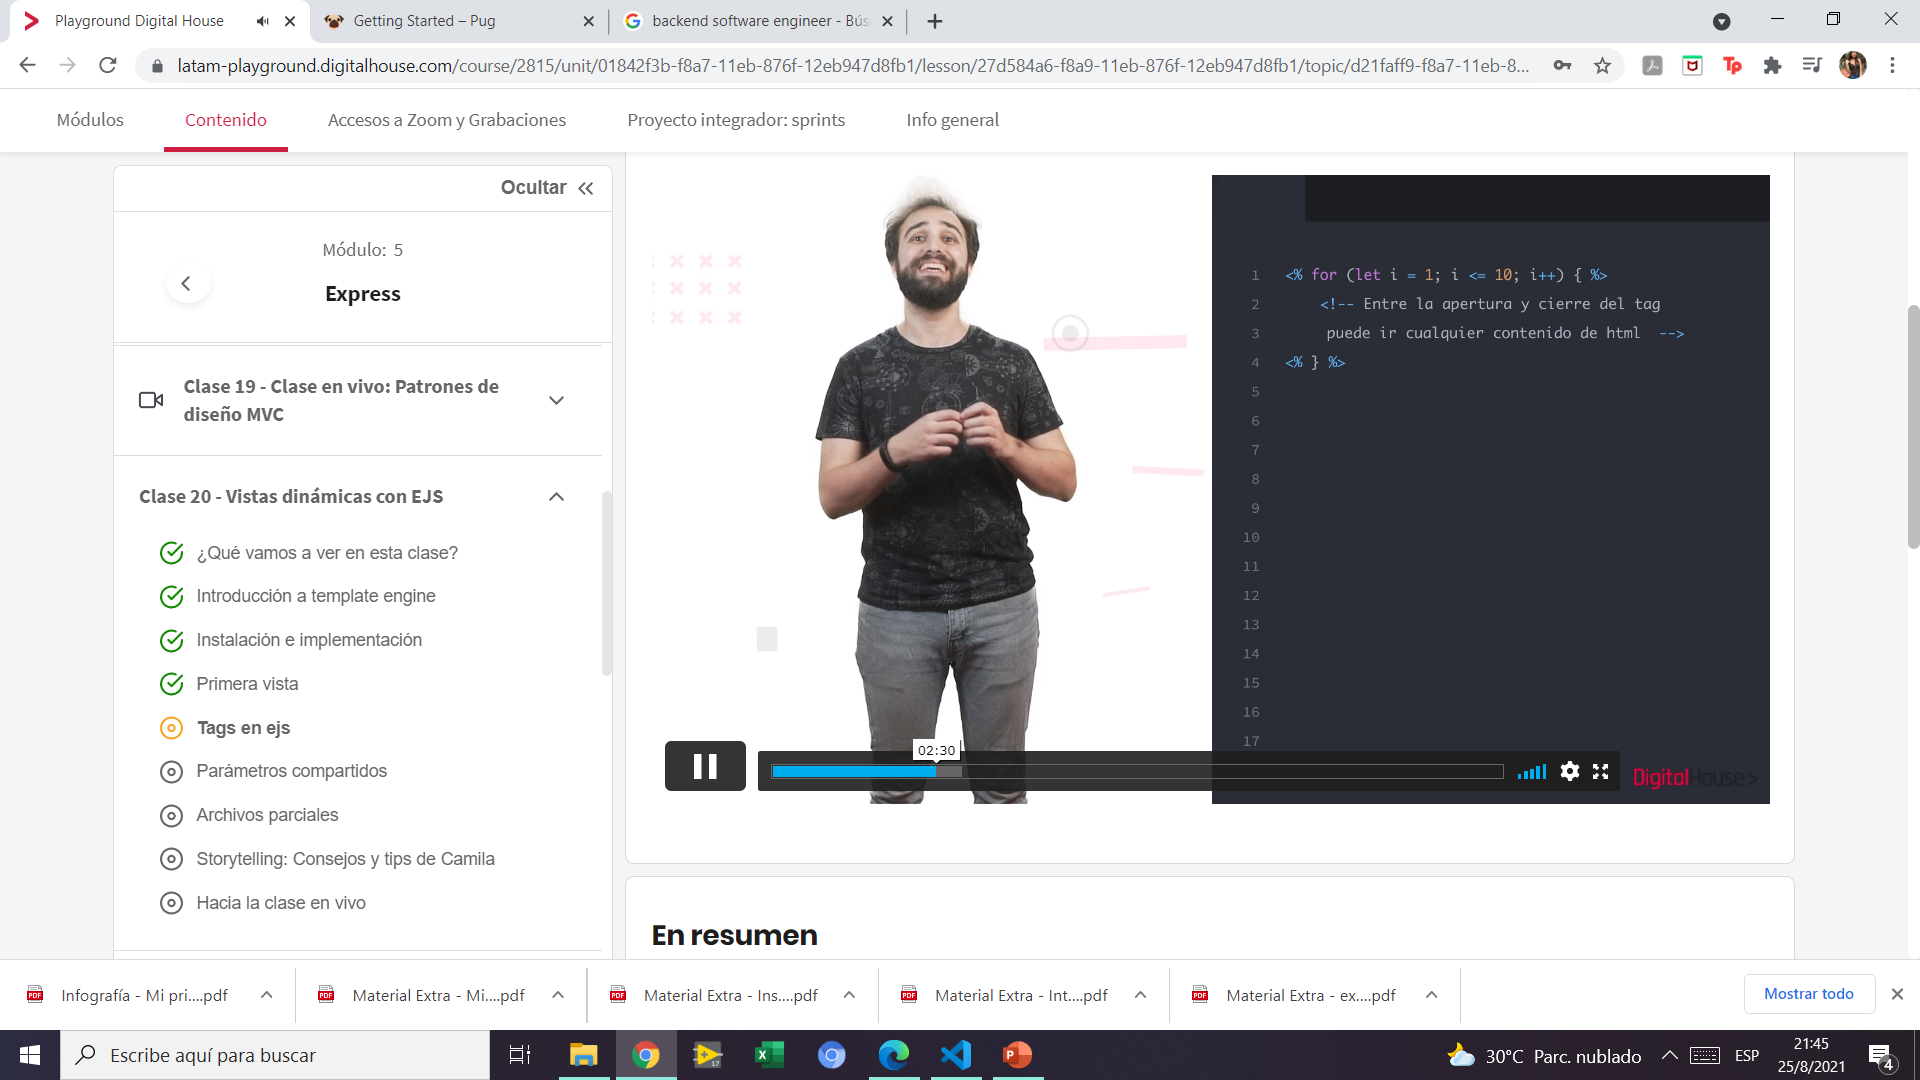 Playground Digital House
Getting Started – Pug
backend software engineer - Bús
latam-playground.digitalhouse.com/course/2815/unit/01842f3b-f8a7-11eb-876f-12eb947d8fb1/lesson/27d584a6-f8a9-11eb-876f-12eb947d8fb1/topic/d21faff9-f8a7-11eb-8...
Tp
Módulos
Contenido
Accesos a Zoom y Grabaciones
Proyecto integrador: sprints
Info general
Ocultar
Módulo: 5
Express
Clase 19 - Clase en vivo: Patrones de
diseño MVC
Clase 20 - Vistas dinámicas con EJS
¿Qué vamos a ver en esta clase?
Introducción a template engine
Instalación e implementación
Primera vista
Tags en ejs
Parámetros compartidos
Archivos parciales
Storytelling: Consejos y tips de Camila
Hacia la clase en vivo
1 <% for (let i = 1; i <= 10; i++) { %>
2 <!-- Entre la apertura y cierre del tag
3 puede ir cualquier contenido de html -->
4 <% } %>
5
6
7
8
9
10
11
12
13
14
15
16
17
02:30
DigitalHouse>
En resumen
PDF Infografía - Mi pri....pdf
PDF Material Extra - Mi....pdf
PDF Material Extra - Ins....pdf
PDF Material Extra - Int....pdf
PDF Material Extra - ex....pdf
Mostrar todo
Escribe aquí para buscar
30°C Parc. nublado
ESP
21:45
25/8/2021
4